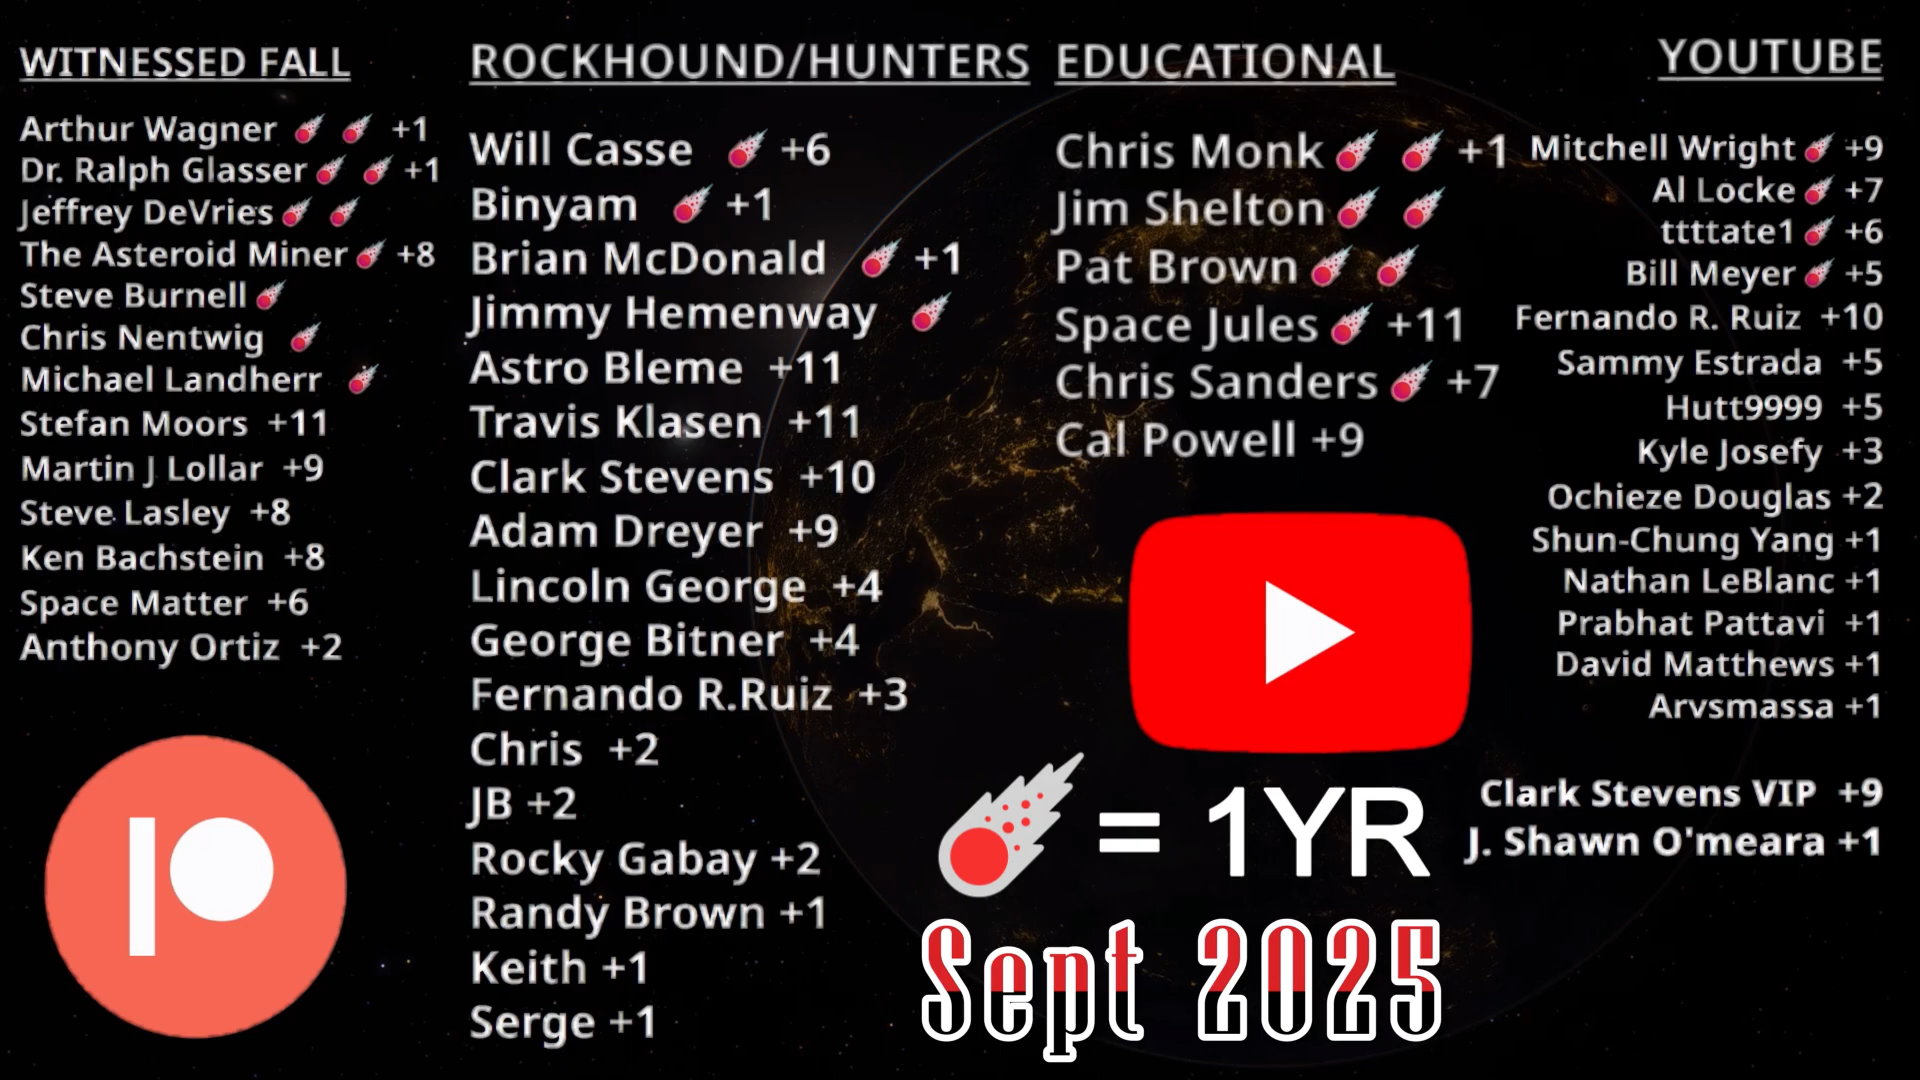 WITNESSED FALL
Arthur Wagner ☄ ☄ +1
Dr. Ralph Glasser ☄ ☄ +1
Jeffrey DeVries ☄ ☄
The Asteroid Miner ☄ +8
Steve Burnell ☄
Chris Nentwig ☄
Michael Landherr ☄
Stefan Moors +11
Martin J Lollar +9
Steve Lasley +8
Ken Bachstein +8
Space Matter +6
Anthony Ortiz +2
ROCKHOUND/HUNTERS
Will Casse ☄ +6
Binyam ☄ +1
Brian McDonald ☄ +1
Jimmy Hemenway ☄
Astro Bleme +11
Travis Klasen +11
Clark Stevens +10
Adam Dreyer +9
Lincoln George +4
George Bitner +4
Fernando R.Ruiz +3
Chris +2
JB +2
Rocky Gabay +2
Randy Brown +1
Keith +1
Serge +1
EDUCATIONAL
Chris Monk ☄ ☄ +1
Jim Shelton ☄ ☄
Pat Brown ☄ ☄
Space Jules ☄ +11
Chris Sanders ☄ +7
Cal Powell +9
☄ = 1YR
Sept 2025
YOUTUBE
Mitchell Wright ☄ +9
Al Locke ☄ +7
ttttate1 ☄ +6
Bill Meyer ☄ +5
Fernando R. Ruiz +10
Sammy Estrada +5
Hutt9999 +5
Kyle Josefy +3
Ochieze Douglas +2
Shun-Chung Yang +1
Nathan LeBlanc +1
Prabhat Pattavi +1
David Matthews +1
Arvsmassa +1
Clark Stevens VIP +9
J. Shawn O'meara +1